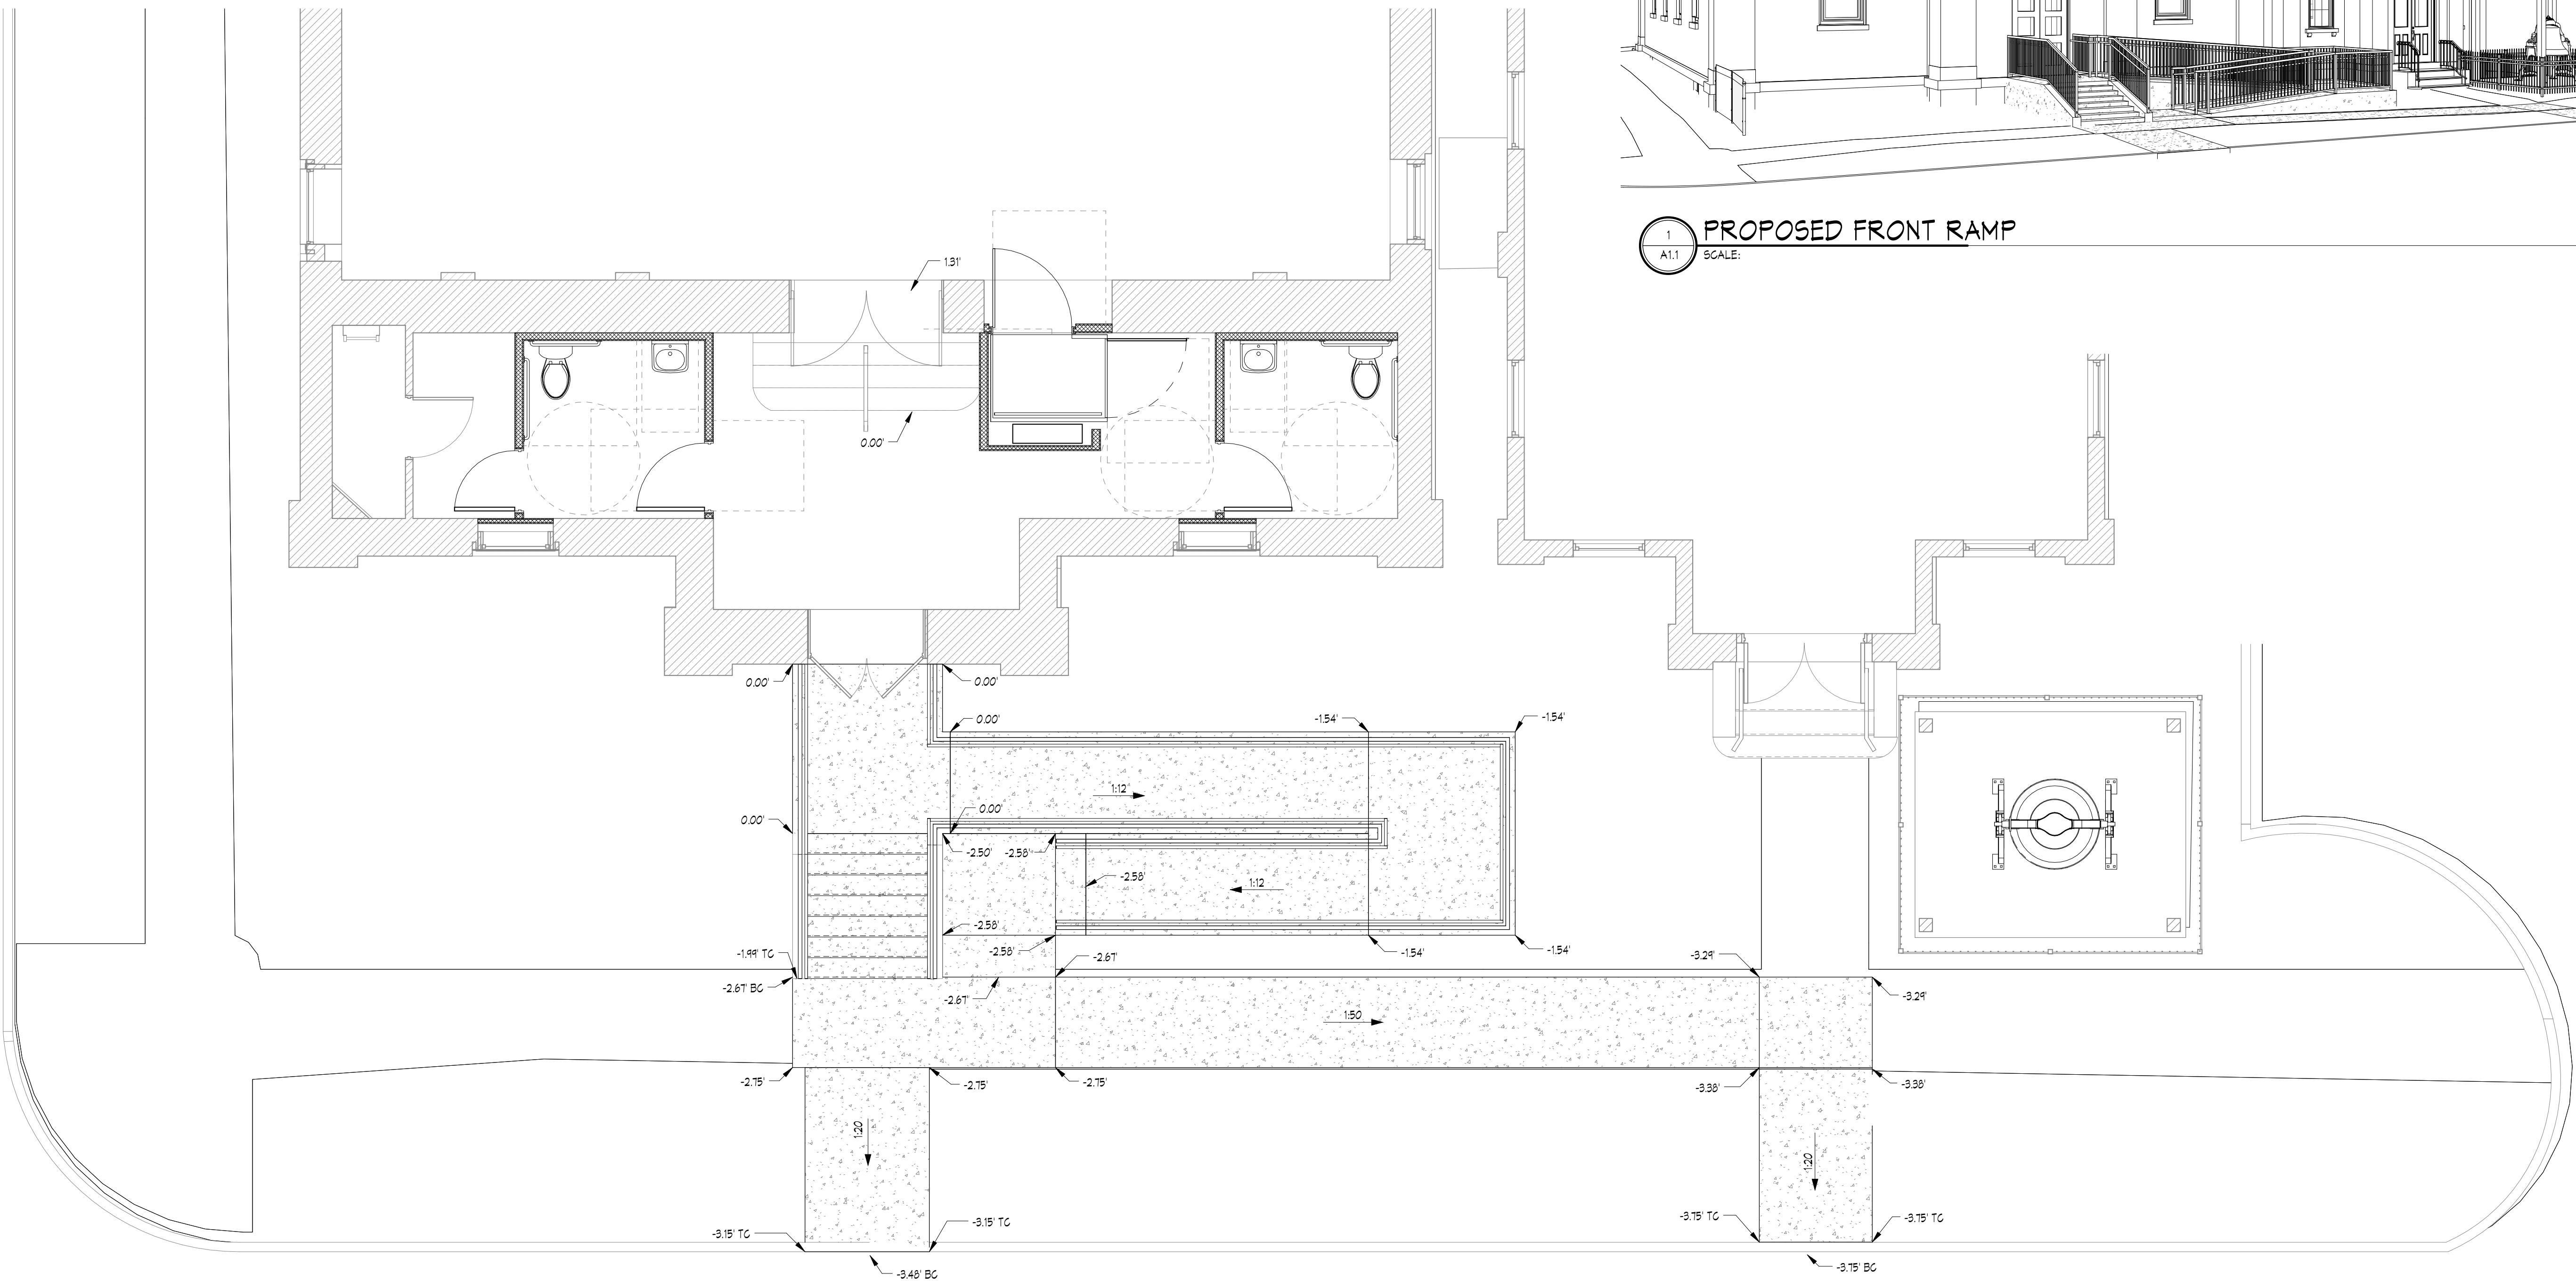 1
A1.1
PROPOSED FRONT RAMP
SCALE:
1.31'
0.00'
0.00'
0.00'
0.00'
-1.54'
-1.54'
1:12
0.00'
0.00'
-2.50'
-2.58'
-2.58'
1:12
-2.58'
-2.58'
-1.54'
-1.54'
-1.99' TC
-2.67'
-3.29'
-2.67' BC
-2.67'
-3.29'
1:50
-2.75'
-2.75'
-2.75'
-3.38'
-3.38'
1:20
1:20
-3.15' TC
-3.15' TC
-3.75' TC
-3.75' TC
-3.48' BC
-3.75' BC